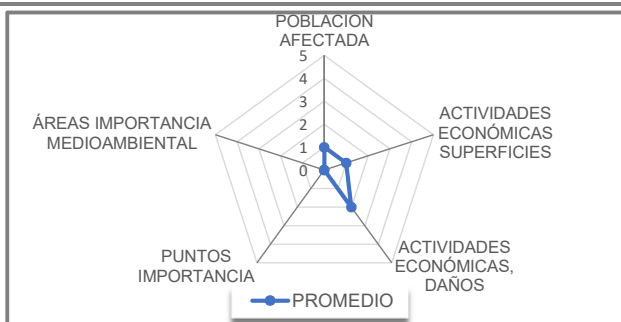 POBLACIÓN
AFECTADA
5
4
3
2
1
0
ACTIVIDADES
ECONÓMICAS
SUPERFICIES
ACTIVIDADES
ECONÓMICAS,
DAÑOS
PUNTOS
IMPORTANCIA
ÁREAS IMPORTANCIA
MEDIOAMBIENTAL
PROMEDIO